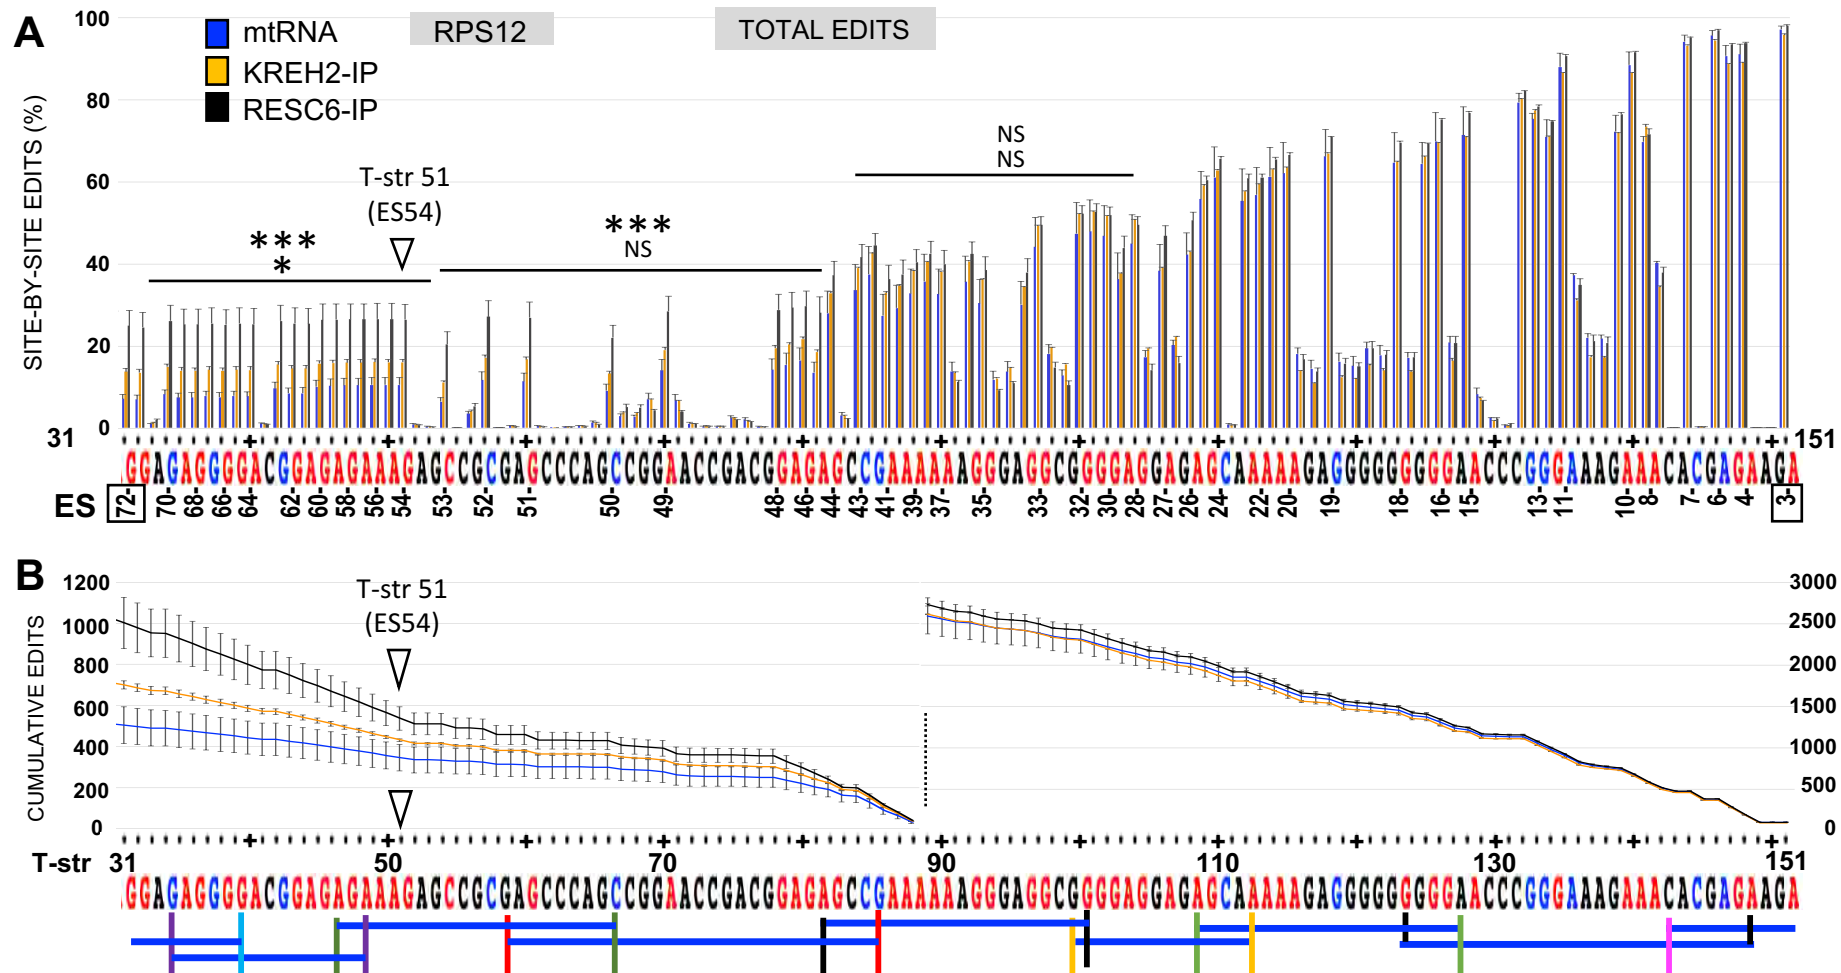 A
100
mtRNA
RPS12
TOTAL EDITS
KREH2-IP
RESC6-IP
80
60
40
20
0
SITE-BY-SITE EDITS (%)
NS
NS
T-str 51
(ES54)
***
*
***
NS
31
151
ES
72- 70- 68- 66- 64- 62- 60- 58- 56- 54- 53- 52- 51- 50- 49- 48- 46- 44- 43- 41- 39- 37- 35- 33- 32- 30- 28- 27- 26- 24- 22- 20- 19- 18- 16- 15- 13- 11- 10- 8- 7- 6- 4- 3-
B
1200
1000
800
600
400
200
0
CUMULATIVE EDITS
T-str 51
(ES54)
3000
2500
2000
1500
1000
500
0
T-str
31 50 70 90 110 130 151